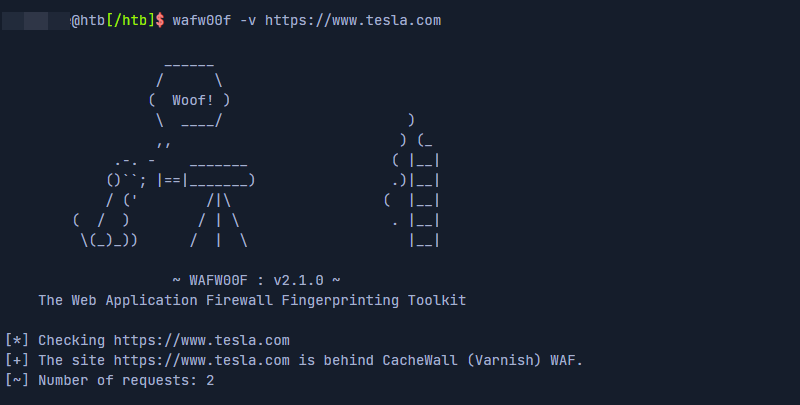 @htb[/htb]$ wafw00f -v https://www.tesla.com
                   ______
                  /      \
                 (  Woof! )
                  \  ____/                      )
                  ,,                           ) (_
             .-. -    _______                 ( |__|
            ()``; |==|_______)                .)|__|
            / ('        /|\                  (  |__|
        (  /  )        / | \                  . |__|
         \(_)_))      /  |  \                   |__|
~ WAFW00F : v2.1.0 ~
The Web Application Firewall Fingerprinting Toolkit
[*] Checking https://www.tesla.com
[+] The site https://www.tesla.com is behind CacheWall (Varnish) WAF.
[~] Number of requests: 2